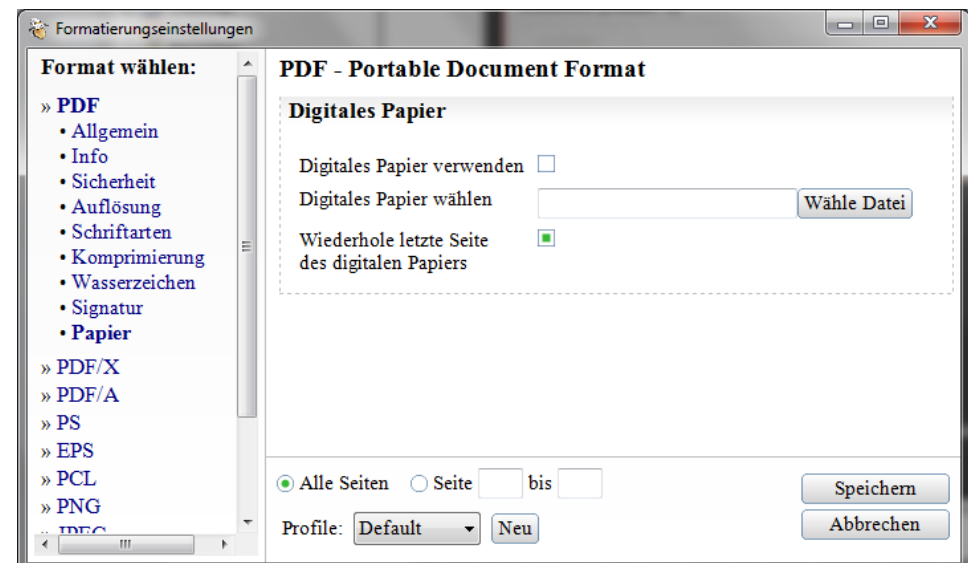 Formatierungseinstellungen
Format wählen:
» PDF
• Allgemein
• Info
• Sicherheit
• Auflösung
• Schriftarten
• Komprimierung
• Wasserzeichen
• Signatur
• Papier
» PDF/X
» PDF/A
» PS
» EPS
» PCL
» PNG
» JPEG
PDF - Portable Document Format
Digitales Papier
Digitales Papier verwenden
Digitales Papier wählen
Wähle Datei
Wiederhole letzte Seite
des digitalen Papiers
Alle Seiten Seite bis
Speichern
Profile: Default Neu
Abbrechen